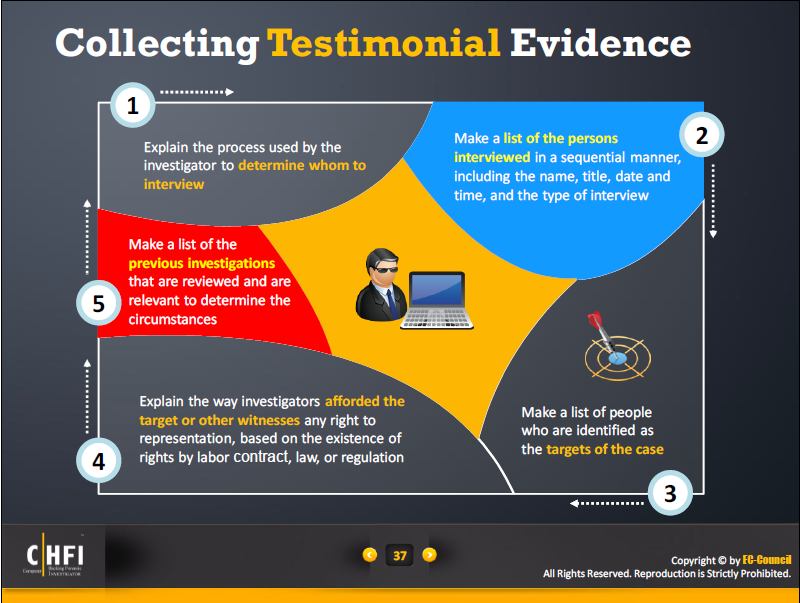 Collecting Testimonial Evidence
1
Explain the process used by the
investigator to determine whom to
interview
2
Make a list of the persons
interviewed in a sequential manner,
including the name, title, date and
time, and the type of interview
5
Make a list of the
previous investigations
that are reviewed and are
relevant to determine the
circumstances
4
Explain the way investigators afforded the
target or other witnesses any right to
representation, based on the existence of
rights by labor contract, law, or regulation
Make a list of people
who are identified as
the targets of the case
3
CHFI
Computer Hacking Forensic
INVESTIGATOR
37
Copyright © by EC-Council
All Rights Reserved. Reproduction is Strictly Prohibited.